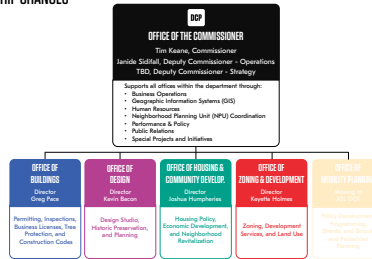 DCP
OFFICE OF THE COMMISSIONER
Tim Keane, Commissioner
Janide Sidifall, Deputy Commissioner - Operations
TBD, Deputy Commissioner - Strategy
Supports all offices within the department through:
• Business Operations
• Geographic Information Systems (GIS)
• Human Resources
• Neighborhood Planning Unit (NPU) Coordination
• Performance & Policy
• Public Relations
• Special Projects and Initiatives
OFFICE OF
BUILDINGS
Director
Greg Pace
Permitting, Inspections,
Business Licenses, Tree
Protection, and
Construction Codes
OFFICE OF
DESIGN
Director
Kevin Bacon
Design Studio,
Historic Preservation,
and Planning
OFFICE OF HOUSING &
COMMUNITY DEVELOP.
Director
Joshua Humphries
Housing Policy,
Economic Development,
and Neighborhood
Revitalization
OFFICE OF
ZONING & DEVELOPMENT
Director
Keyetta Holmes
Zoning, Development
Services, and Land Use
OFFICE OF
MOBILITY PLANNING